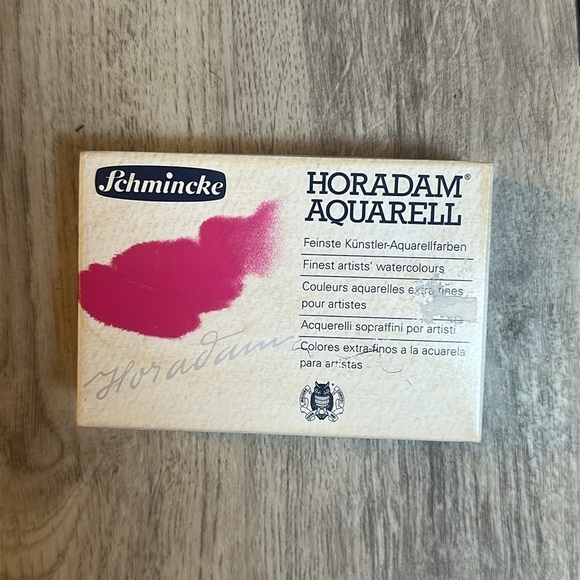 Schmincke
HORADAM®
AQUARELL
Feinste Künstler-Aquarellfarben
Finest artists' watercolours
Couleurs aquarelles extra-fines
pour artistes
Acquerelli sopraffini per artisti
Colores extra-finos a la acuarela
para artistas
Horadam